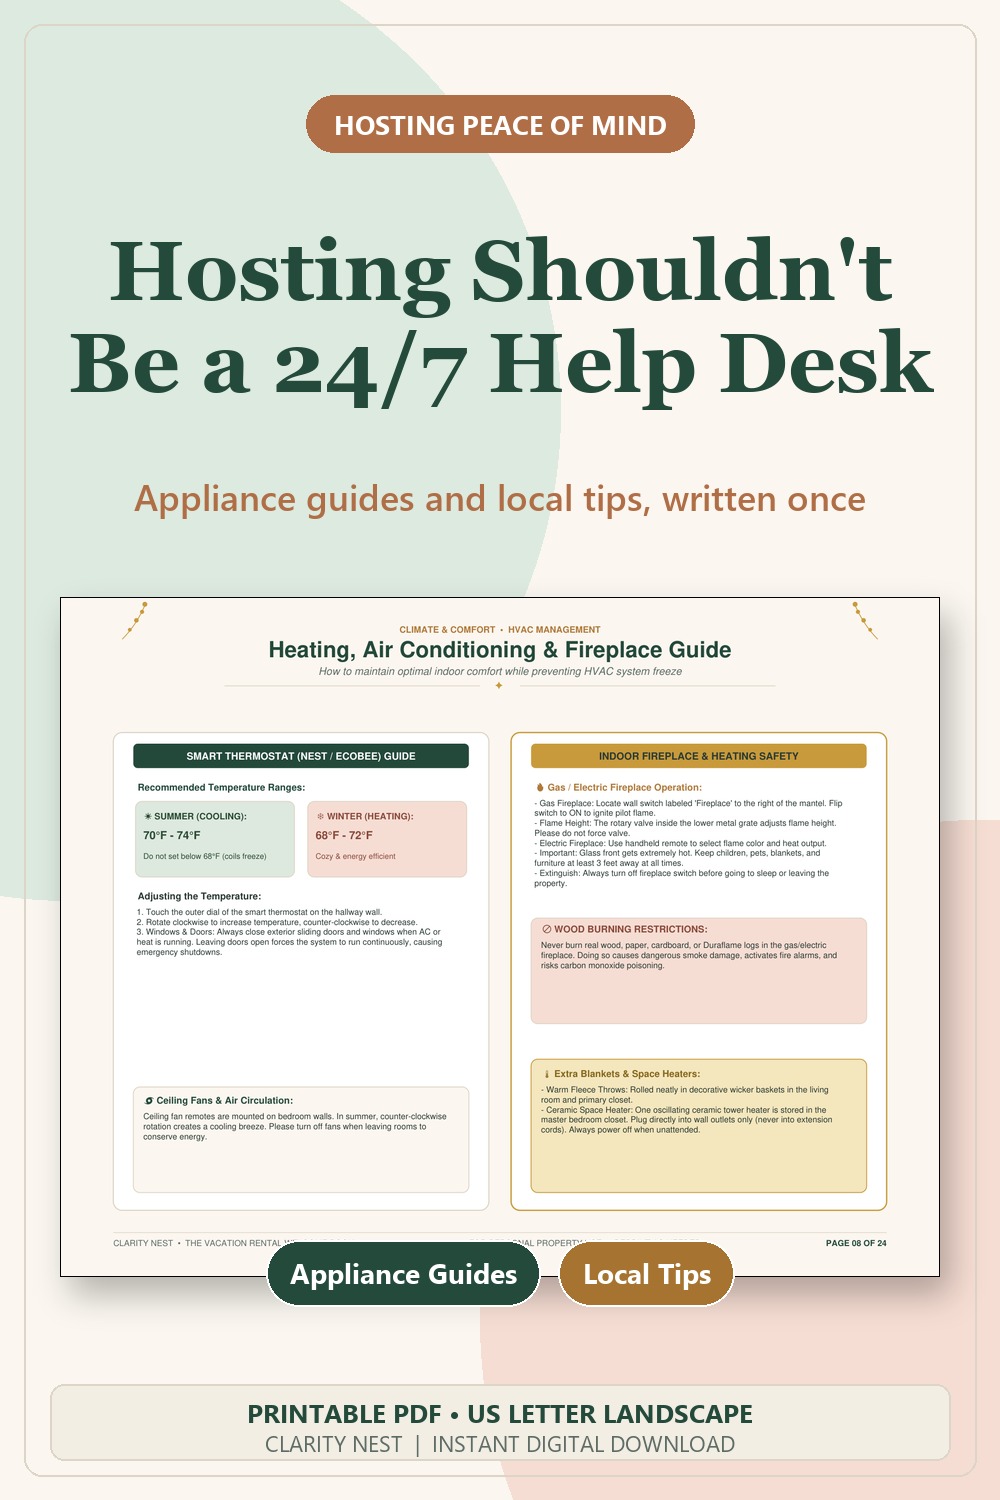 HOSTING PEACE OF MIND
Hosting Shouldn't
Be a 24/7 Help Desk
Appliance guides and local tips, written once
CLIMATE & COMFORT • HVAC MANAGEMENT
Heating, Air Conditioning & Fireplace Guide
How to maintain optimal indoor comfort while preventing HVAC system freeze
SMART THERMOSTAT (NEST / ECOBEE) GUIDE
Recommended Temperature Ranges:
☀ SUMMER (COOLING):
70°F - 74°F
Do not set below 68°F (coils freeze)
❄ WINTER (HEATING):
68°F - 72°F
Cozy & energy efficient
Adjusting the Temperature:
1. Touch the outer dial of the smart thermostat on the hallway wall.
2. Rotate clockwise to increase temperature, counter-clockwise to decrease.
3. Windows & Doors: Always close exterior sliding doors and windows when AC or
heat is running. Leaving doors open forces the system to run continuously, causing
emergency shutdowns.
Ceiling Fans & Air Circulation:
Ceiling fan remotes are mounted on bedroom walls. In summer, counter-clockwise
rotation creates a cooling breeze. Please turn off fans when leaving rooms to
conserve energy.
INDOOR FIREPLACE & HEATING SAFETY
Gas / Electric Fireplace Operation:
- Gas Fireplace: Locate wall switch labeled 'Fireplace' to the right of the mantel. Flip
switch to ON to ignite pilot flame.
- Flame Height: The rotary valve inside the lower metal grate adjusts flame height.
Please do not force valve.
- Electric Fireplace: Use handheld remote to select flame color and heat output.
- Important: Glass front gets extremely hot. Keep children, pets, blankets, and
furniture at least 3 feet away at all times.
- Extinguish: Always turn off fireplace switch before going to sleep or leaving the
property.
WOOD BURNING RESTRICTIONS:
Never burn real wood, paper, cardboard, or Duraflame logs in the gas/electric
fireplace. Doing so causes dangerous smoke damage, activates fire alarms, and
risks carbon monoxide poisoning.
Extra Blankets & Space Heaters:
- Warm Fleece Throws: Rolled neatly in decorative wicker baskets in the living
room and primary closet.
- Ceramic Space Heater: One oscillating ceramic tower heater is stored in the
master bedroom closet. Plug directly into wall outlets only (never into extension
cords). Always power off when unattended.
CLARITY NEST • THE VACATION RENTAL
PROPERTY
PAGE 08 OF 24
Appliance Guides
Local Tips
PRINTABLE PDF • US LETTER LANDSCAPE
CLARITY NEST | INSTANT DIGITAL DOWNLOAD